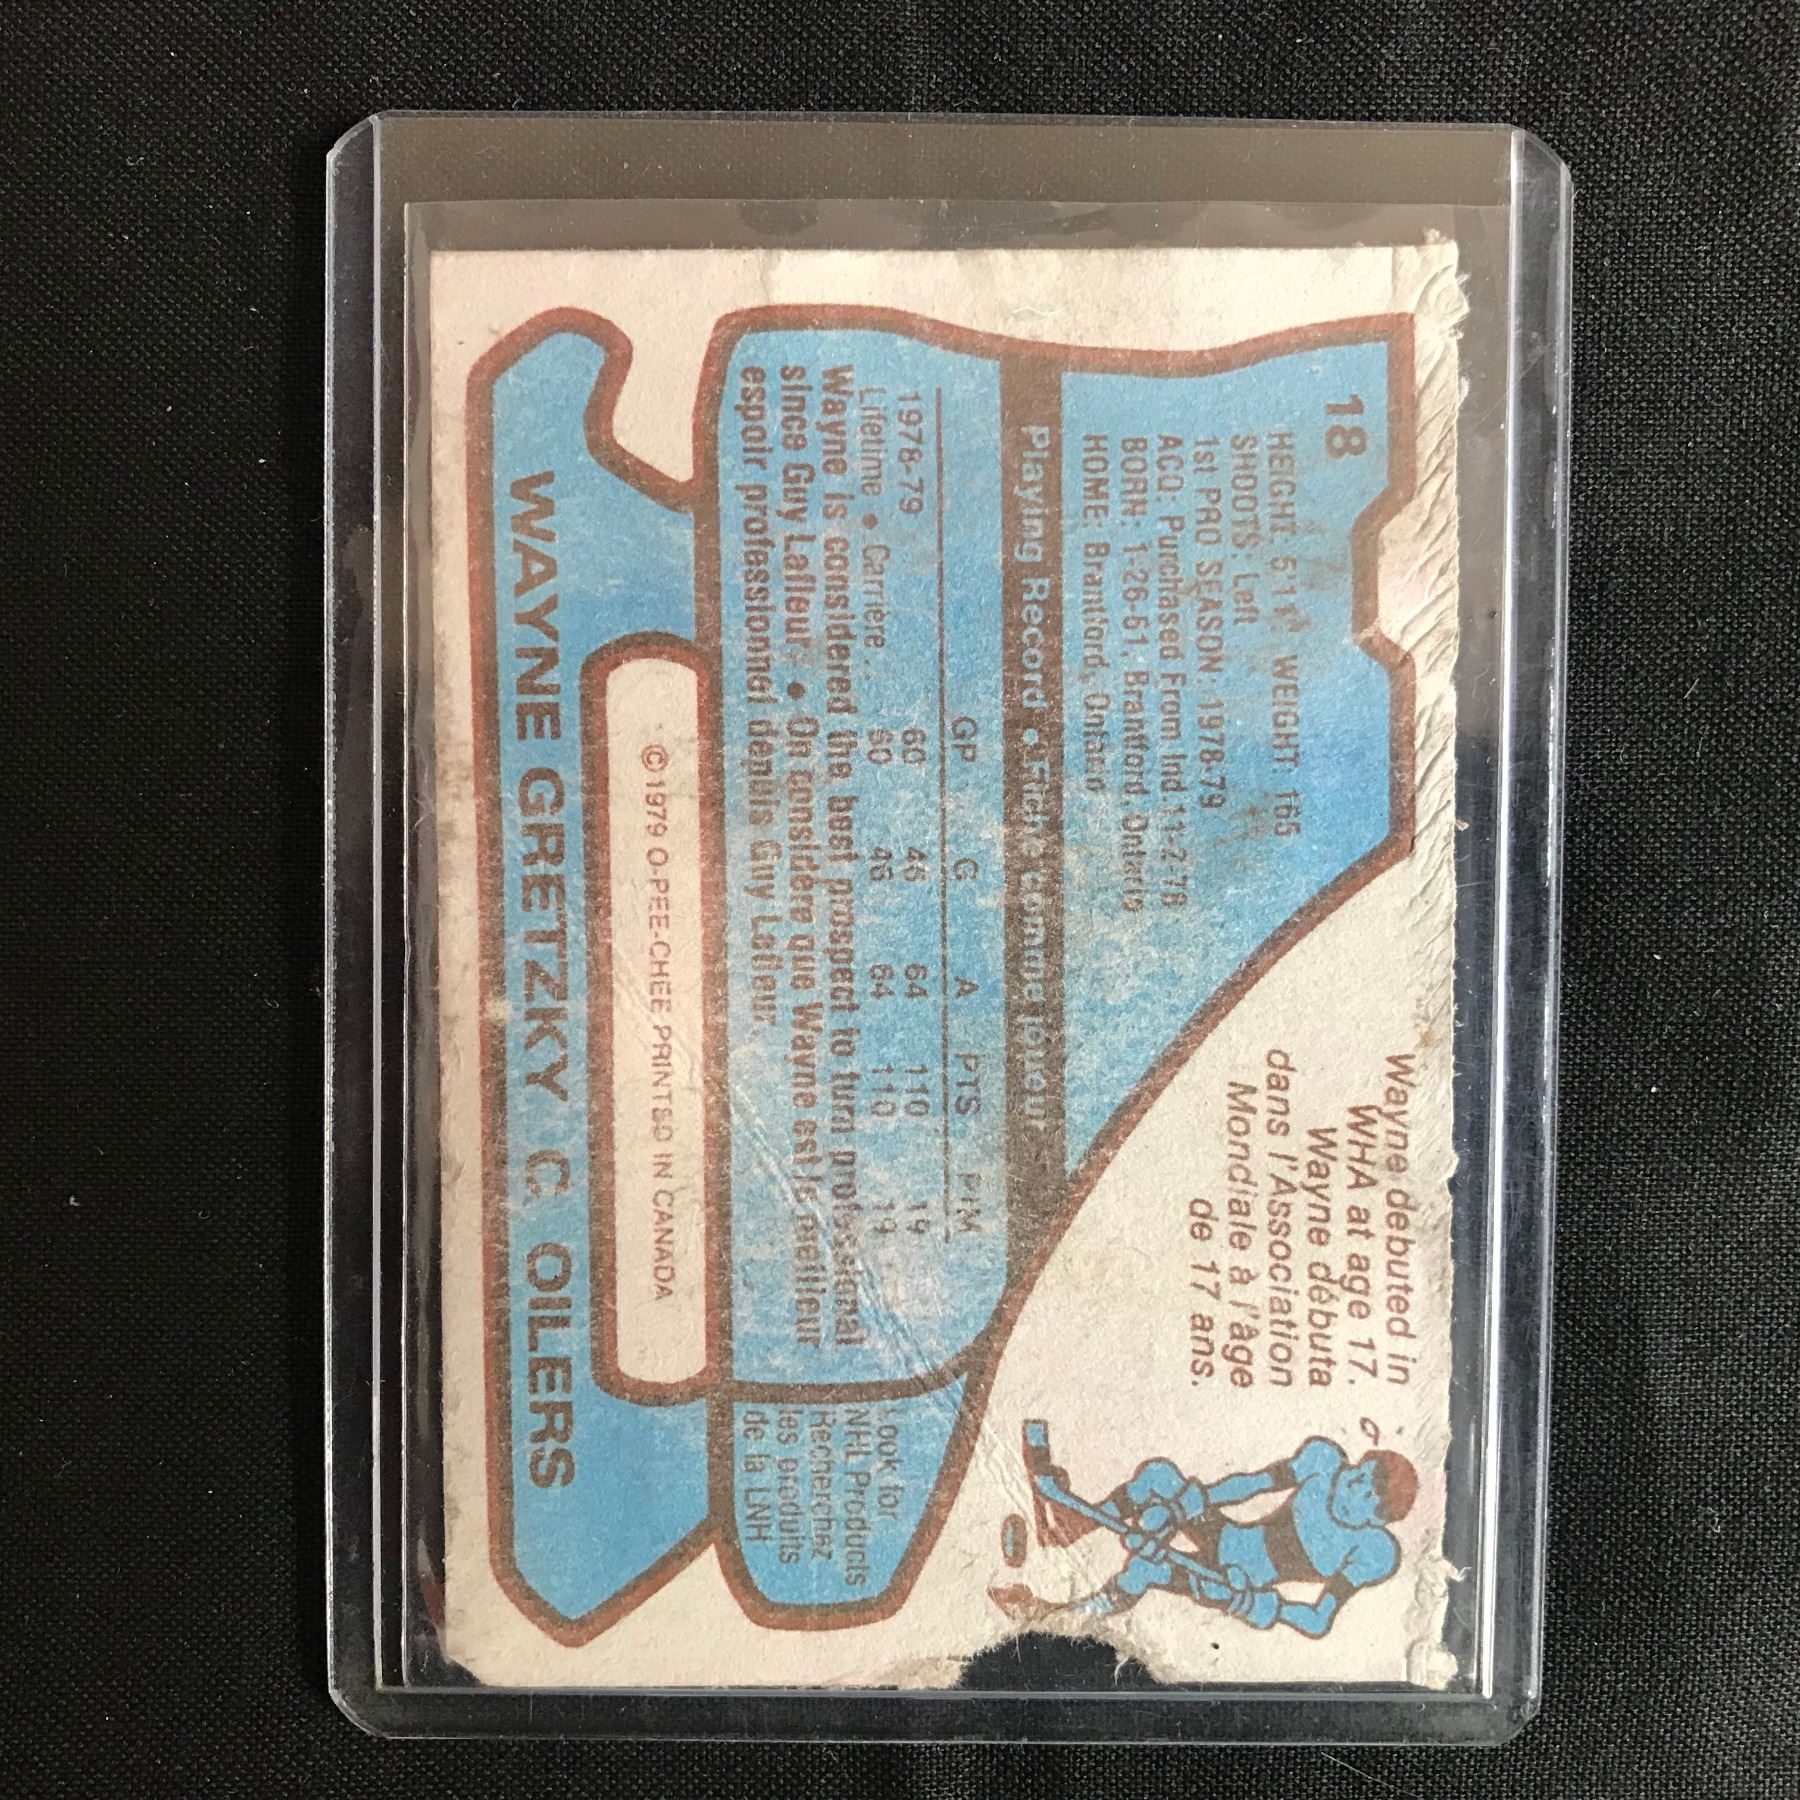 18
HEIGHT: 5'11" WEIGHT: 165
SHOOTS: Left
1st PRO SEASON: 1978-79
ACQ: Purchased From Ind. 11-2-78
BORN: 1-26-61, Brantford, Ontario
HOME: Brantford, Ontario
Wayne debuted in
WHA at age 17.
Wayne débuta
dans l'Association
Mondiale à l'âge
de 17 ans.
Playing Record • Fiche comme joueur
GP G A PTS PIM
1978-79 60 46 64 110 19
Lifetime • Carrière .. 60 46 64 110 19
Wayne is considered the best prospect to turn professional
since Guy Lafleur. • On considère que Wayne est le meilleur
espoir professionnel depuis Guy Lafleur.
Look for
NHL Products
Recherchez
les produits
de la LNH
©1979 O-PEE-CHEE PRINTED IN CANADA
WAYNE GRETZKY C OILERS